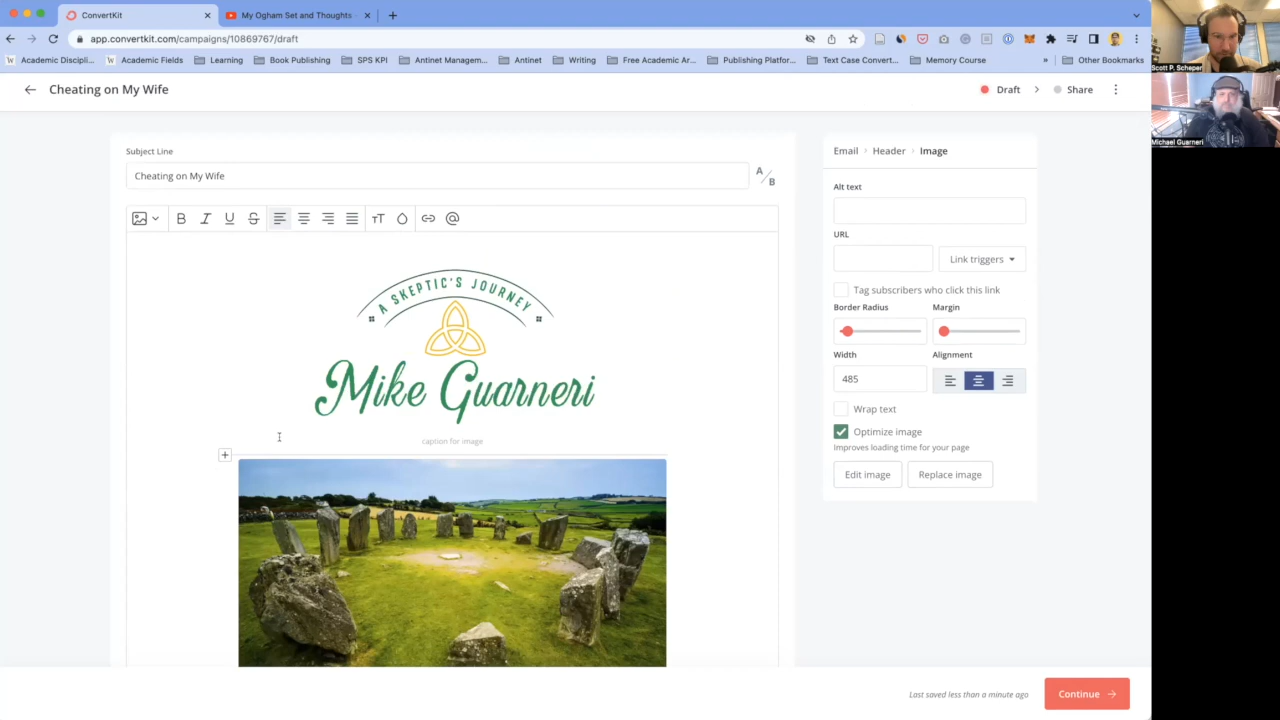 ConvertKit
My Ogham Set and Thoughts
app.convertkit.com/campaigns/10869767/draft
Academic Discipli...
Academic Fields
Learning
Book Publishing
SPS KPI
Antinet Managem...
Antinet
Writing
Free Academic Ar...
Publishing Platfor...
Text Case Convert...
Memory Course
»
Other Bookmarks
Scott P. Scheper
Michael Guarneri
Cheating on My Wife
Draft
Share
Subject Line
Cheating on My Wife
A/B
B I U S
TT
A SKEPTIC'S JOURNEY
Mike Guarneri
caption for image
Email > Header > Image
Alt text
URL
Link triggers
Tag subscribers who click this link
Border Radius
Margin
Width
Alignment
485
Wrap text
Optimize image
Improves loading time for your page
Edit image
Replace image
Last saved less than a minute ago
Continue →